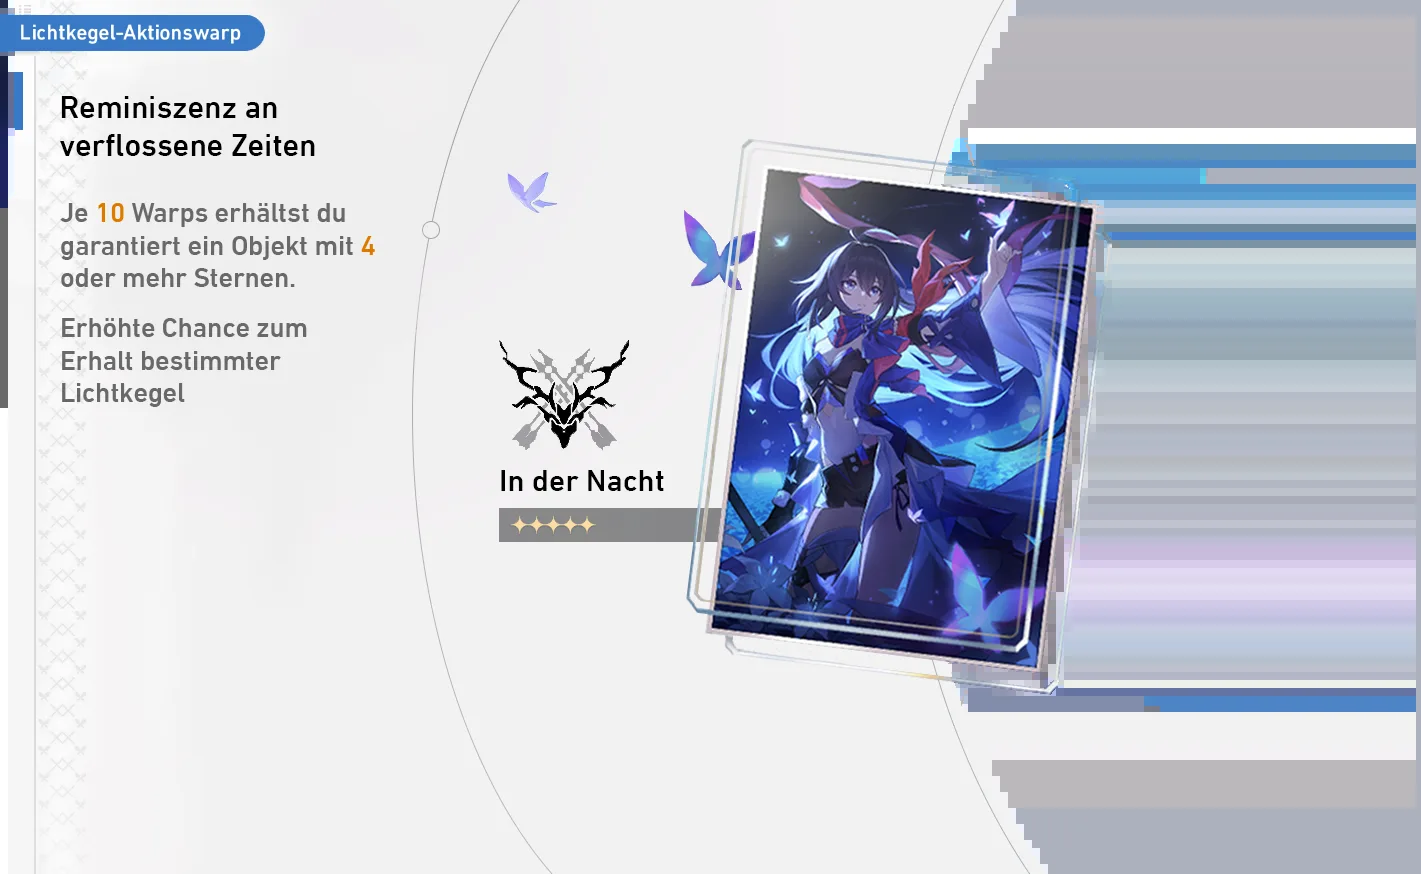 Lichtkegel-Aktionswarp
Reminiszenz an
verflossene Zeiten
Je 10 Warps erhältst du
garantiert ein Objekt mit 4
oder mehr Sternen.
Erhöhte Chance zum
Erhalt bestimmter
Lichtkegel
In der Nacht